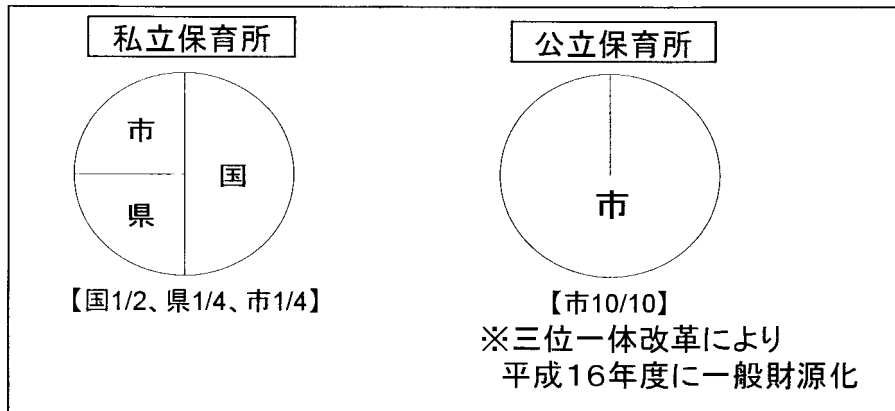 私立保育所
市
国
県
【国1/2、県1/4、市1/4】
公立保育所
市
【市10/10】
※三位一体改革により
平成16年度に一般財源化